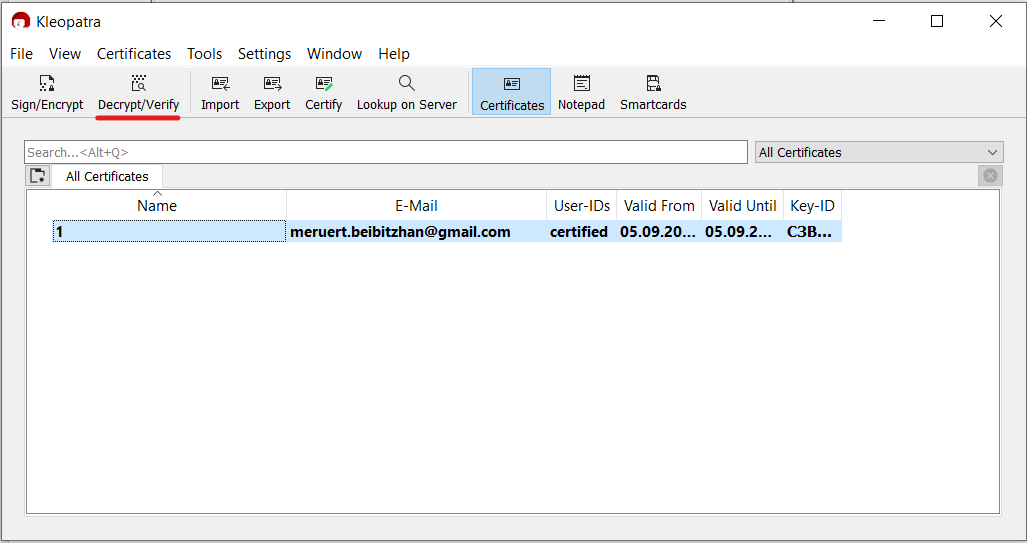 Kleopatra
File View Certificates Tools Settings Window Help
Sign/Encrypt Decrypt/Verify Import Export Certify Lookup on Server Certificates Notepad Smartcards
Search...<Alt+Q> All Certificates
All Certificates
Name E-Mail User-IDs Valid From Valid Until Key-ID
1 meruert.beibitzhan@gmail.com certified 05.09.20... 05.09.2... C3B...